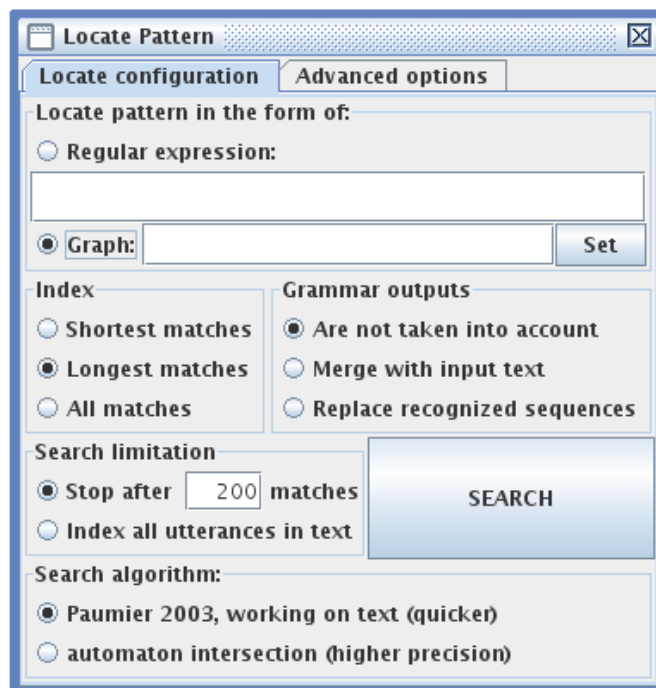 Locate Pattern
Locate configuration Advanced options
Locate pattern in the form of:
Regular expression:
Graph: Set
Index
Shortest matches
Longest matches
All matches
Grammar outputs
Are not taken into account
Merge with input text
Replace recognized sequences
Search limitation
Stop after 200 matches
Index all utterances in text
SEARCH
Search algorithm:
Paumier 2003, working on text (quicker)
automaton intersection (higher precision)